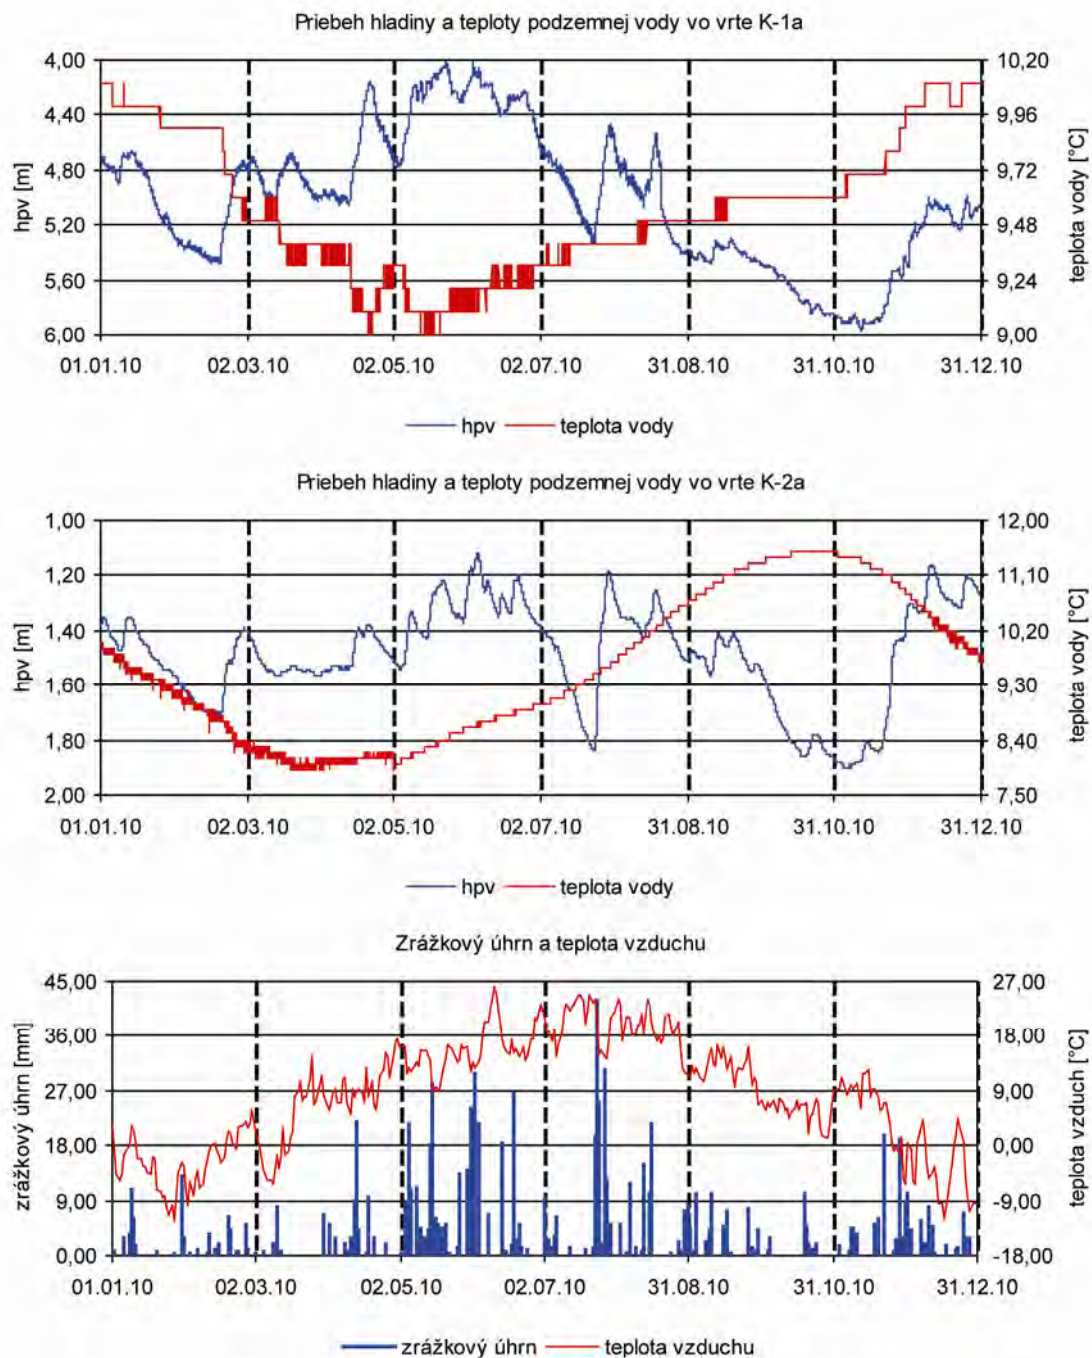 Priebeh hladiny a teploty podzemnej vody vo vrte K-1a
4,00 10,20
4,40 9,96
4,80 9,72
5,20 9,48
5,60 9,24
6,00 9,00
hpv [m]
teplota vody [°C]
01.01.10 02.03.10 02.05.10 02.07.10 31.08.10 31.10.10 31.12.10
hpv teplota vody
Priebeh hladiny a teploty podzemnej vody vo vrte K-2a
1,00 12,00
1,20 11,10
1,40 10,20
1,60 9,30
1,80 8,40
2,00 7,50
hpv [m]
teplota vody [°C]
01.01.10 02.03.10 02.05.10 02.07.10 31.08.10 31.10.10 31.12.10
hpv teplota vody
Zrážkový úhrn a teplota vzduchu
45,00 27,00
36,00 18,00
27,00 9,00
18,00 0,00
9,00 -9,00
0,00 -18,00
zrážkový úhrn [mm]
teplota vzduch [°C]
01.01.10 02.03.10 02.05.10 02.07.10 31.08.10 31.10.10 31.12.10
zrážkový úhrn teplota vzduchu